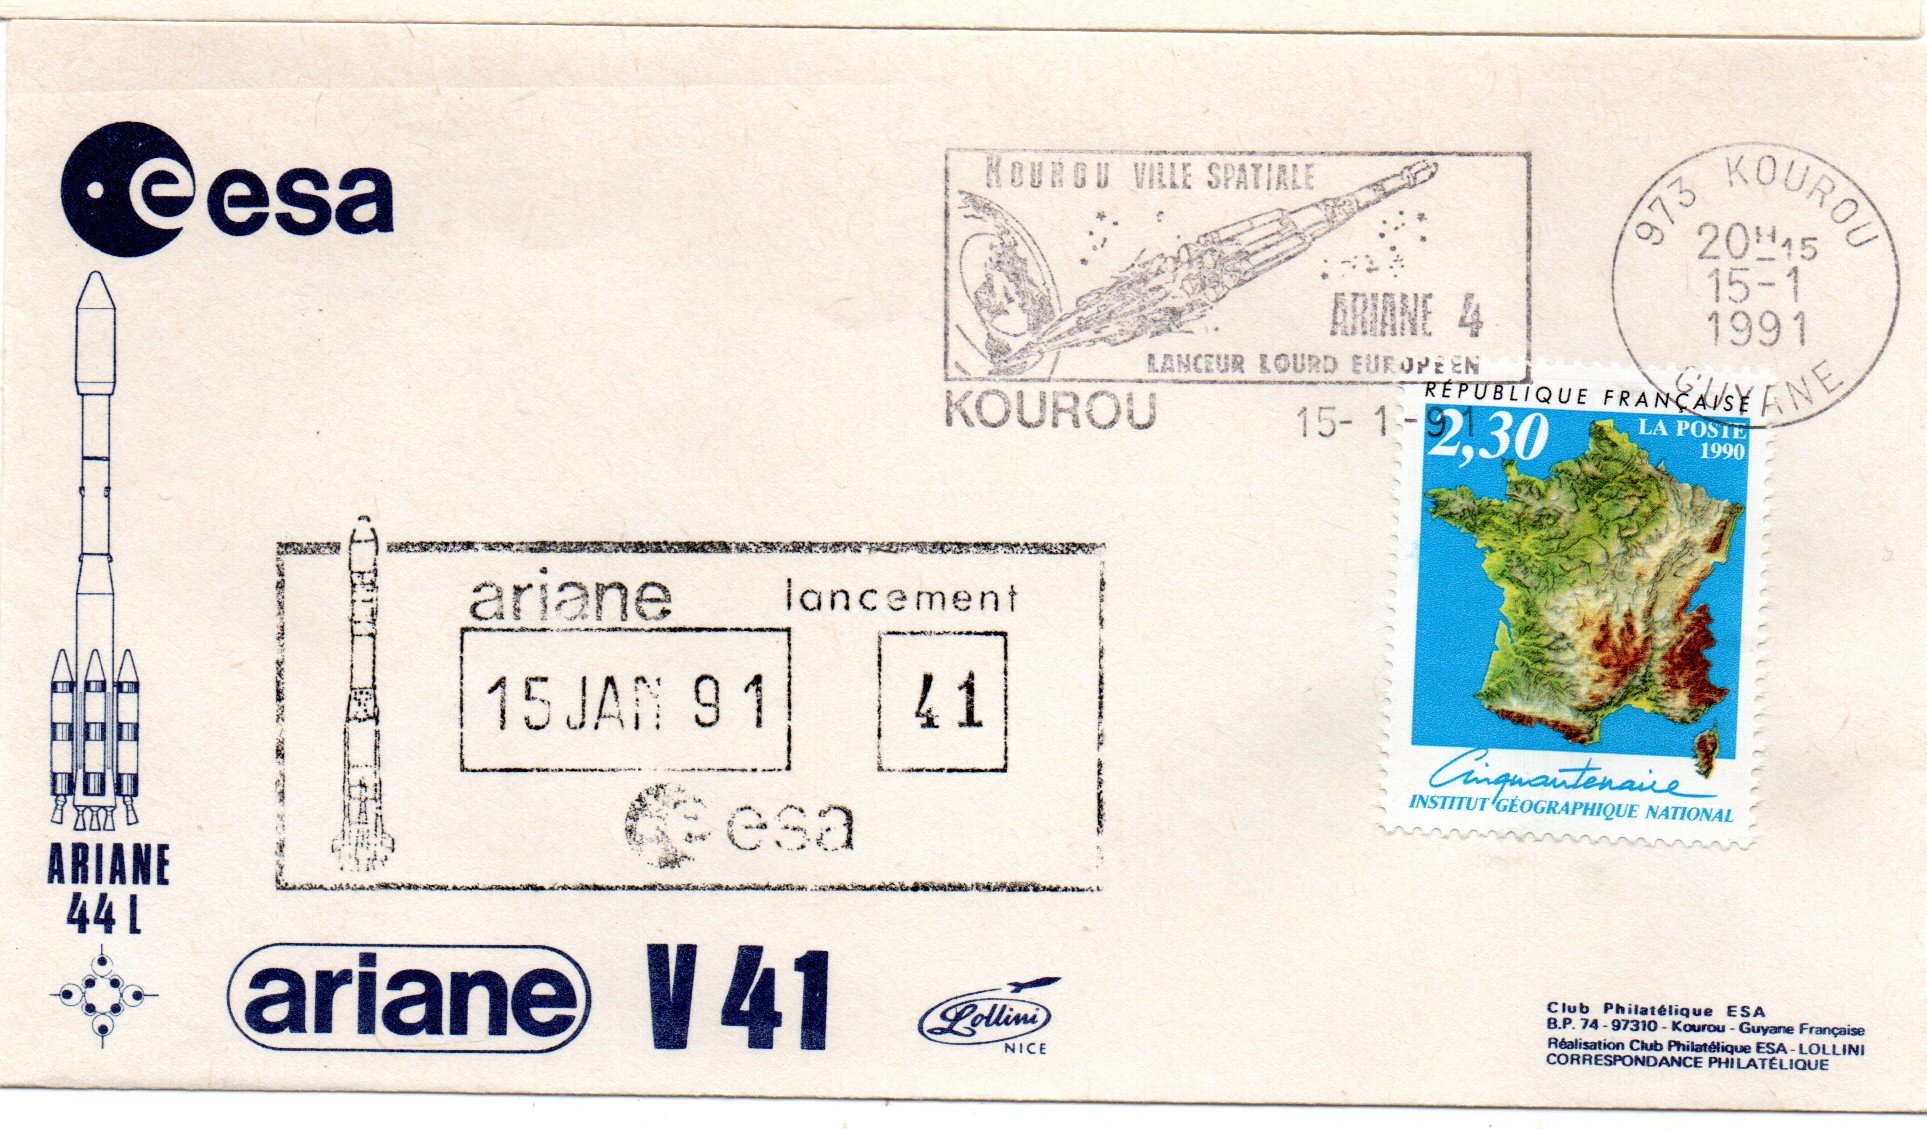 esa
KOUROU VILLE SPATIALE
ARIANE 4
LANCEUR LOURD EUROPEEN
KOUROU 15-1-91
973 KOUROU
20H15
15-1
1991
GUYANE
RÉPUBLIQUE FRANÇAISE
2,30
LA POSTE
1990
Cinquantenaire
INSTITUT GÉOGRAPHIQUE NATIONAL
ariane lancement
15 JAN 91 41
esa
ARIANE
44 L
ariane V 41
Lollini
NICE
Club Philatélique ESA
B.P. 74 - 97310 - Kourou - Guyane Française
Réalisation Club Philatélique ESA - LOLLINI
CORRESPONDANCE PHILATÉLIQUE